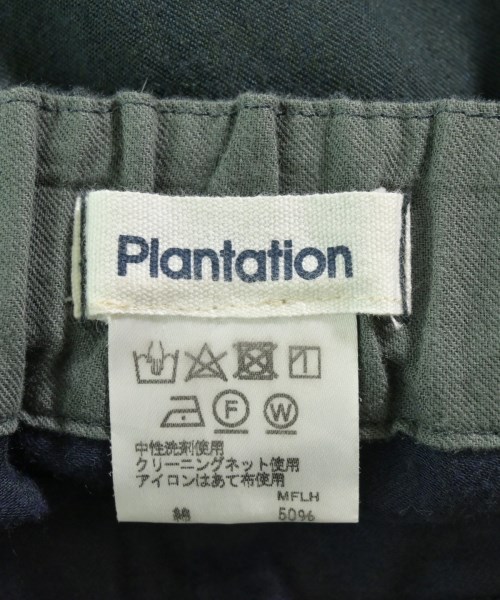 Plantation
F W
中性洗剤使用
クリーニングネット使用
アイロンはあて布使用
MFLH
綿 50%